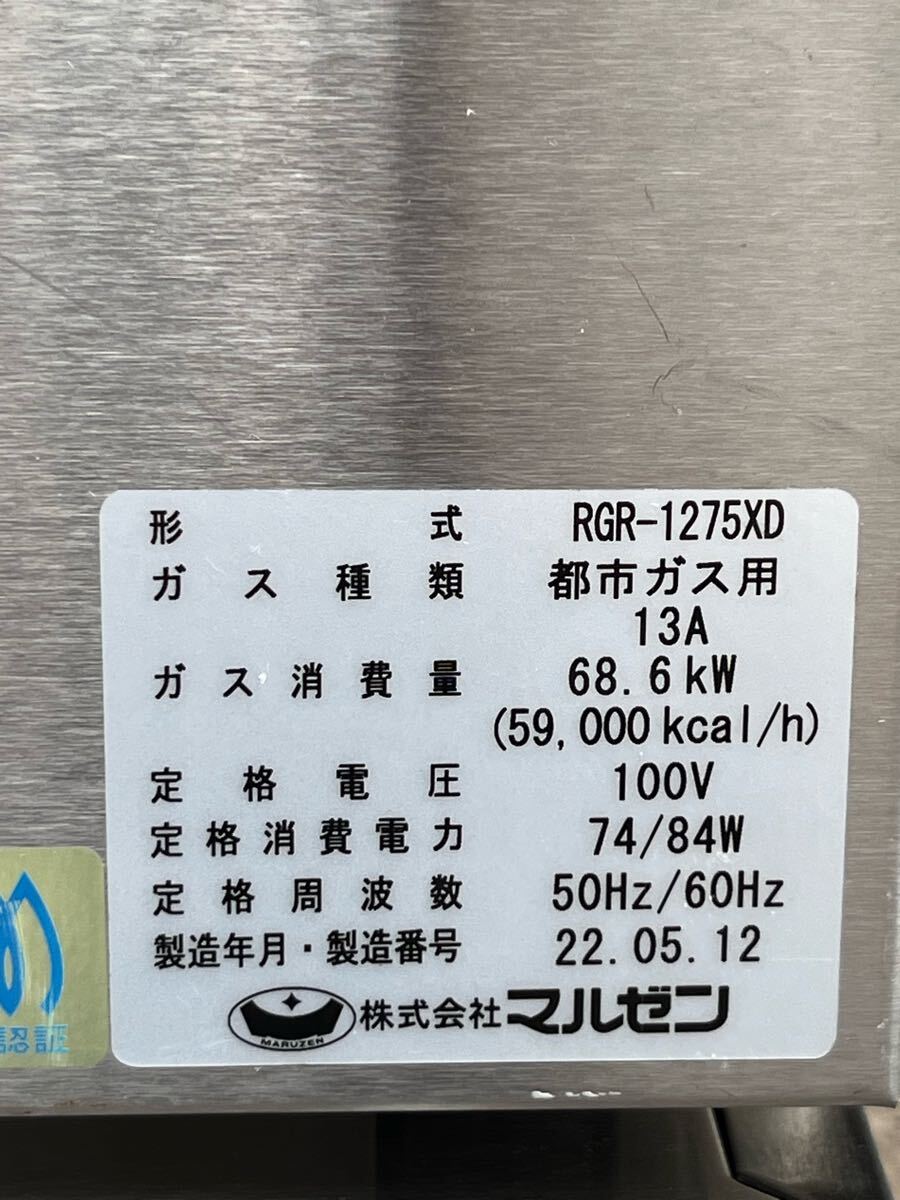 形式 RGR-1275XD
ガス種類 都市ガス用
13A
ガス消費量 68.6kW
(59,000kcal/h)
定格電圧 100V
定格消費電力 74/84W
定格周波数 50Hz/60Hz
製造年月・製造番号 22.05.12
MARUZEN 株式会社マルゼン
認証